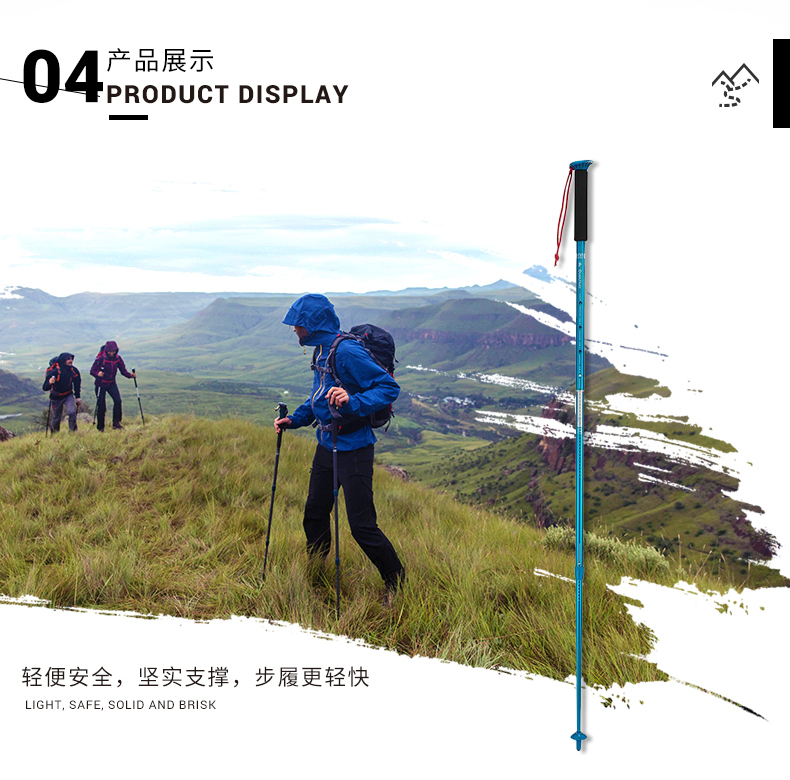 04
产品展示
PRODUCT DISPLAY
轻便安全，坚实支撑，步履更轻快
LIGHT, SAFE, SOLID AND BRISK